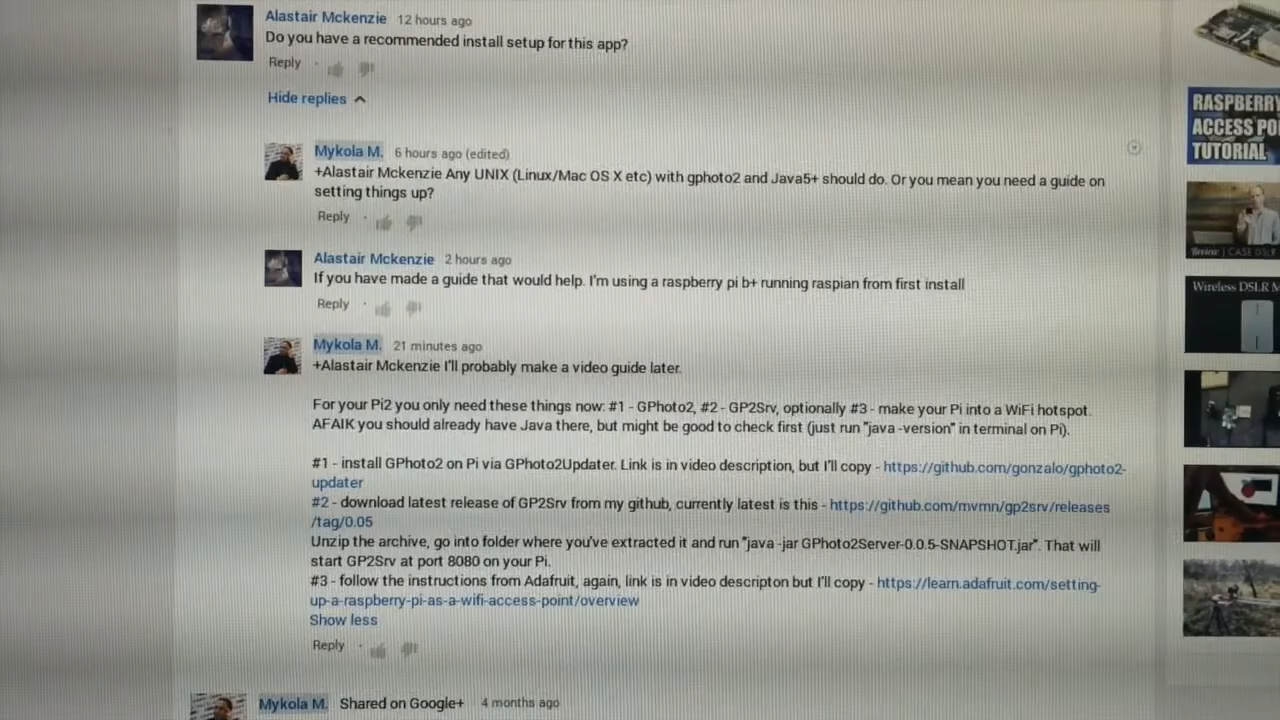 Alastair Mckenzie 12 hours ago
Do you have a recommended install setup for this app?
Reply
Hide replies
Mykola M. 6 hours ago (edited)
+Alastair Mckenzie Any UNIX (Linux/Mac OS X etc) with gphoto2 and Java5+ should do. Or you mean you need a guide on
setting things up?
Reply
Alastair Mckenzie 2 hours ago
If you have made a guide that would help. I'm using a raspberry pi b+ running raspian from first install
Reply
Mykola M. 21 minutes ago
+Alastair Mckenzie I'll probably make a video guide later.
For your Pi2 you only need these things now: #1 - GPhoto2, #2 - GP2Srv, optionally #3 - make your Pi into a WiFi hotspot.
AFAIK you should already have Java there, but might be good to check first (just run "java -version" in terminal on Pi).
#1 - install GPhoto2 on Pi via GPhoto2Updater. Link is in video description, but I'll copy - https://github.com/gonzalo/gphoto2-
updater
#2 - download latest release of GP2Srv from my github, currently latest is this - https://github.com/mvmn/gp2srv/releases
/tag/0.05
Unzip the archive, go into folder where you've extracted it and run "java -jar GPhoto2Server-0.0.5-SNAPSHOT.jar". That will
start GP2Srv at port 8080 on your Pi.
#3 - follow the instructions from Adafruit, again, link is in video descripton but I'll copy - https://learn.adafruit.com/setting-
up-a-raspberry-pi-as-a-wifi-access-point/overview
Show less
Reply
Mykola M. Shared on Google+ 4 months ago
RASPBERRY
ACCESS PO
TUTORIAL
Review | CASE DSLR
Wireless DSLR M